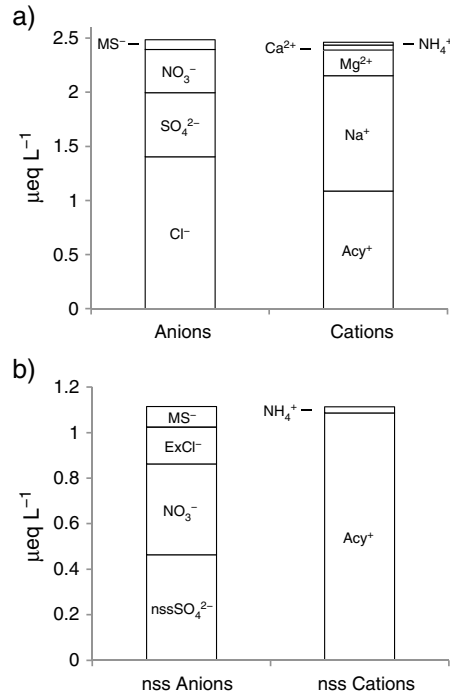 a)
2.5
MS⁻
Ca²⁺
NH₄⁺
NO₃⁻
Mg²⁺
2
SO₄²⁻
Na⁺
1.5
µeq L⁻¹
1
Cl⁻
Acy⁺
0.5
0
Anions
Cations
b)
1.2
MS⁻
NH₄⁺
1
ExCl⁻
0.8
µeq L⁻¹
NO₃⁻
0.6
Acy⁺
0.4
nssSO₄²⁻
0.2
0
nss Anions
nss Cations